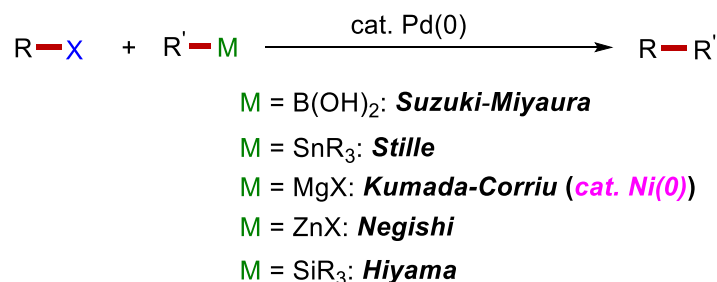 cat. Pd(0)
R X + R' M R R'
M = B(OH)2: Suzuki-Miyaura
M = SnR3: Stille
M = MgX: Kumada-Corriu (cat. Ni(0))
M = ZnX: Negishi
M = SiR3: Hiyama